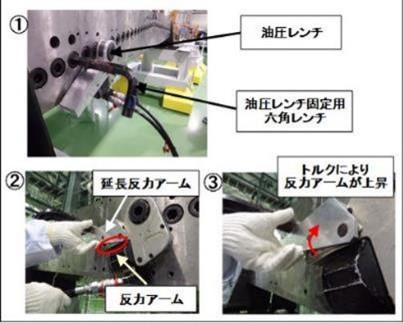 ①
油圧レンチ
油圧レンチ固定用
六角レンチ
②
延長反力アーム
反力アーム
③
トルクにより
反力アームが上昇